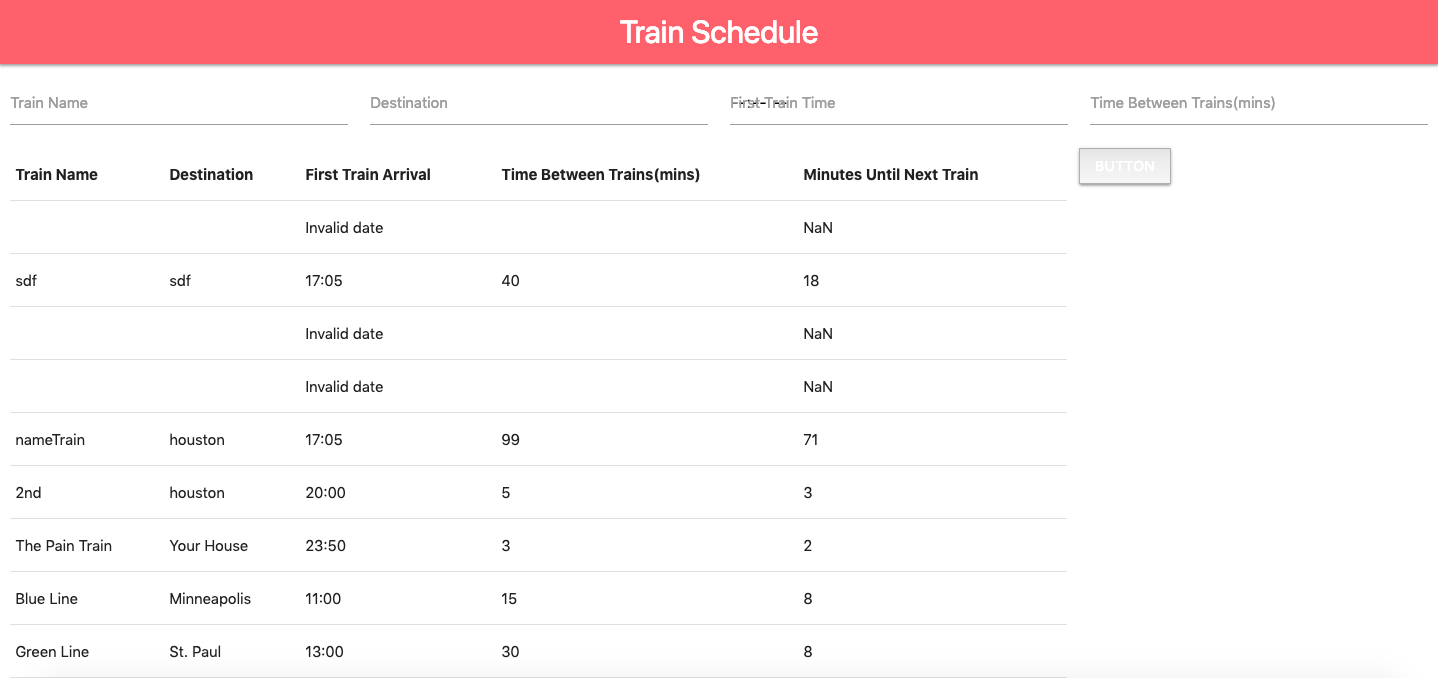 Train Schedule
Train Name Destination First Train Time Time Between Trains(mins)
--:-- --
BUTTON
Train Name Destination First Train Arrival Time Between Trains(mins) Minutes Until Next Train
Invalid date NaN
sdf sdf 17:05 40 18
Invalid date NaN
Invalid date NaN
nameTrain houston 17:05 99 71
2nd houston 20:00 5 3
The Pain Train Your House 23:50 3 2
Blue Line Minneapolis 11:00 15 8
Green Line St. Paul 13:00 30 8